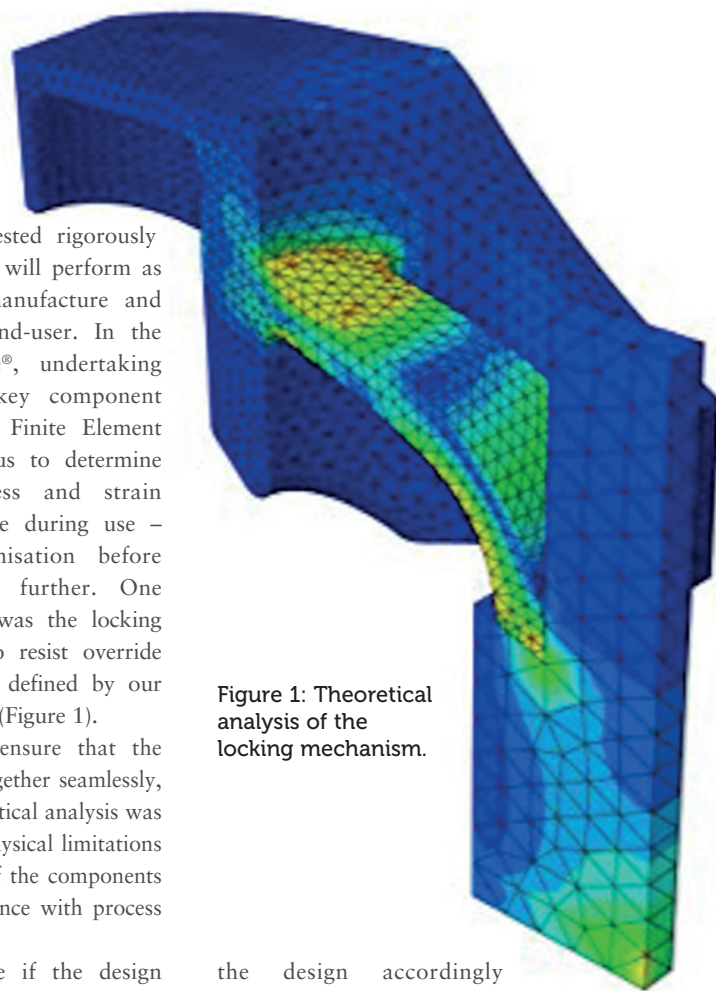 ested rigorously
will perform as
manufacture and
nd-user. In the
®, undertaking
key component
Finite Element
us to determine
ess and strain
e during use –
nisation before
further. One
was the locking
o resist override
defined by our
(Figure 1).
ensure that the
gether seamlessly,
tical analysis was
ysical limitations
f the components
nce with process
e if the design
Figure 1: Theoretical
analysis of the
locking mechanism.
the design accordingly